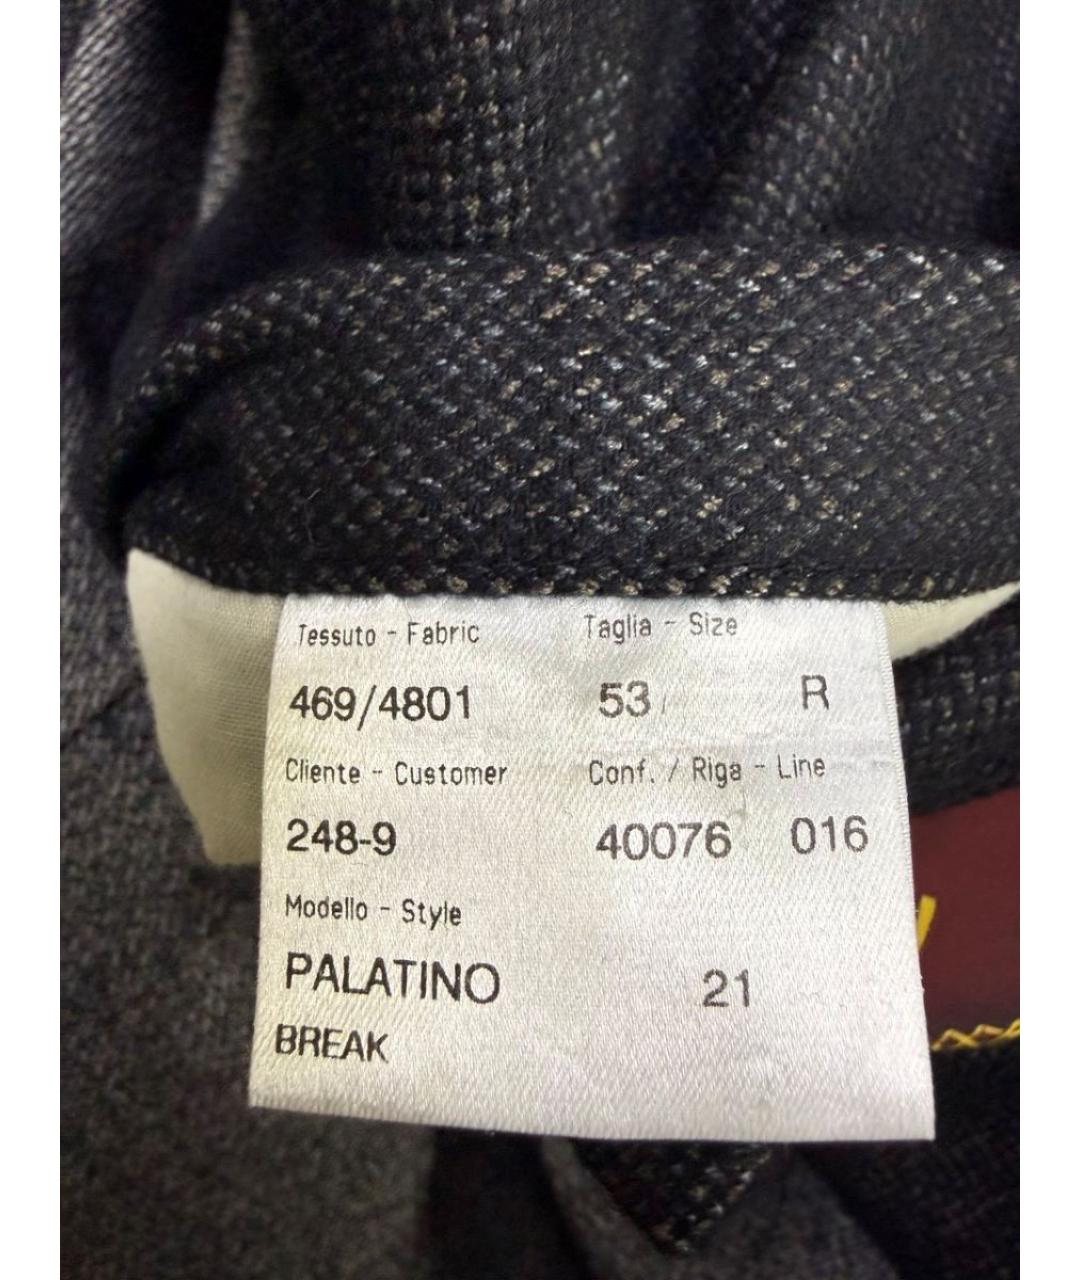 Tessuto - Fabric Taglia - Size
469/4801 53 R
Cliente - Customer Conf. / Riga - Line
248-9 40076 016
Modello - Style
PALATINO 21
BREAK